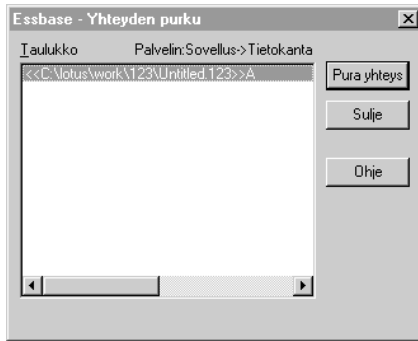 Essbase - Yhteyden purku
Taulukko Palvelin:Sovellus->Tietokanta
<<C:\lotus\work\123\Untitled.123>>A
Pura yhteys
Sulje
Ohje